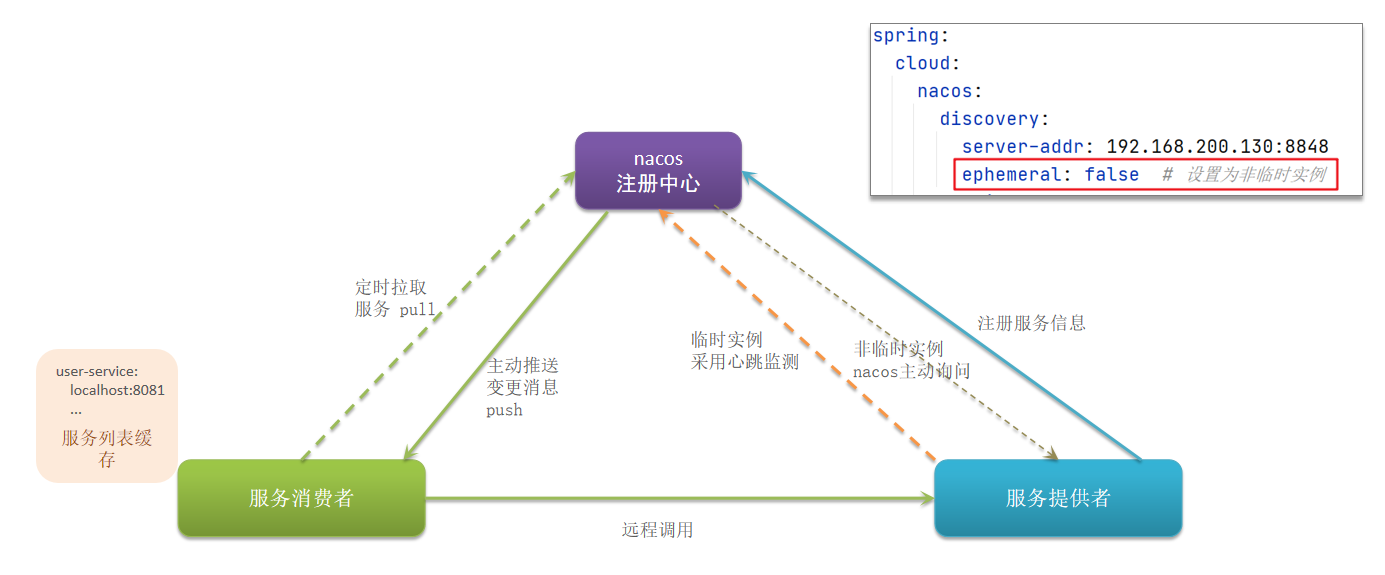 spring:
cloud:
nacos:
discovery:
server-addr: 192.168.200.130:8848
ephemeral: false # 设置为非临时实例
nacos
注册中心
定时拉取
服务 pull
主动推送
变更消息
push
临时实例
采用心跳监测
非临时实例
nacos主动询问
注册服务信息
user-service:
localhost:8081
...
服务列表缓
存
服务消费者
远程调用
服务提供者